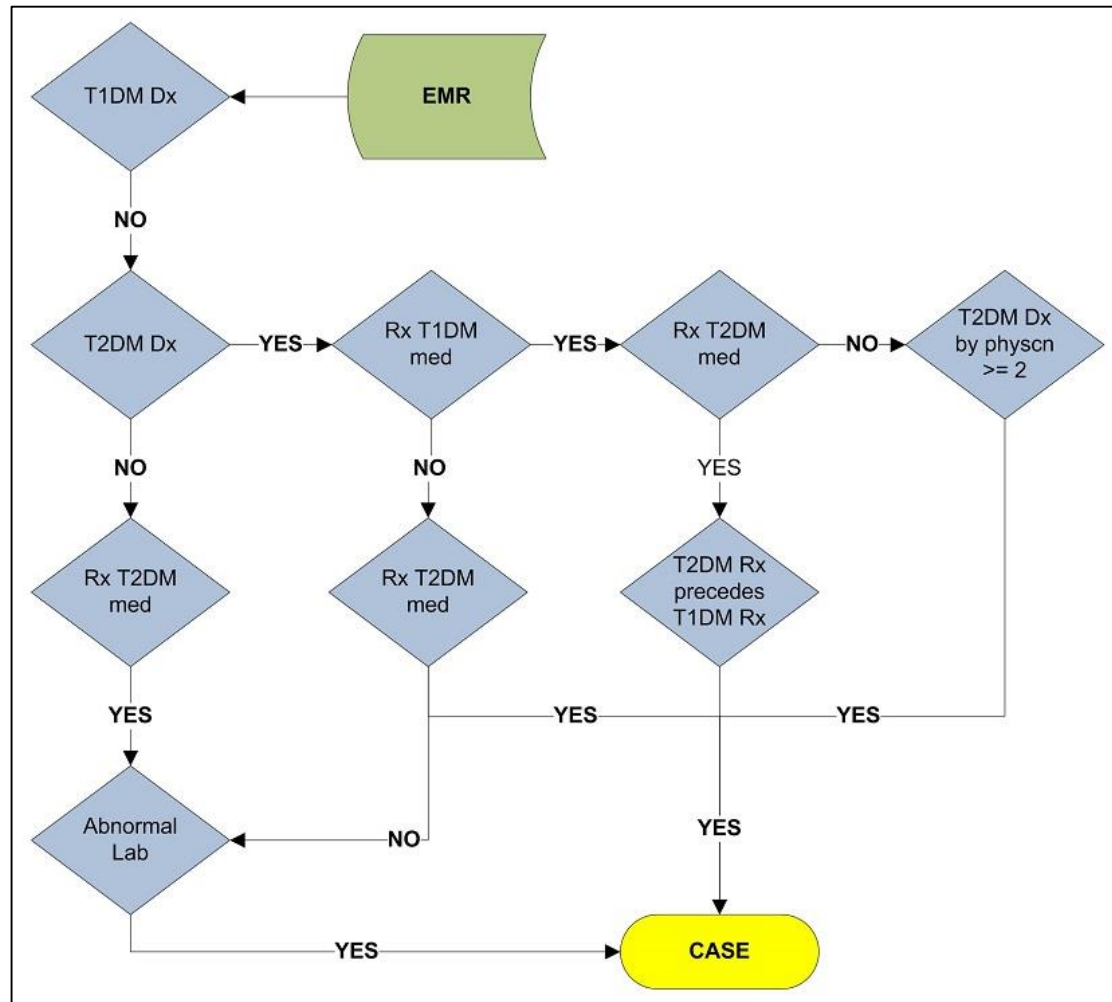 T1DM Dx
EMR
NO
T2DM Dx
YES
Rx T1DM
med
YES
Rx T2DM
med
NO
T2DM Dx
by physcn
>= 2
NO
NO
YES
Rx T2DM
med
Rx T2DM
med
T2DM Rx
precedes
T1DM Rx
YES
YES
YES
Abnormal
Lab
NO
YES
YES
CASE